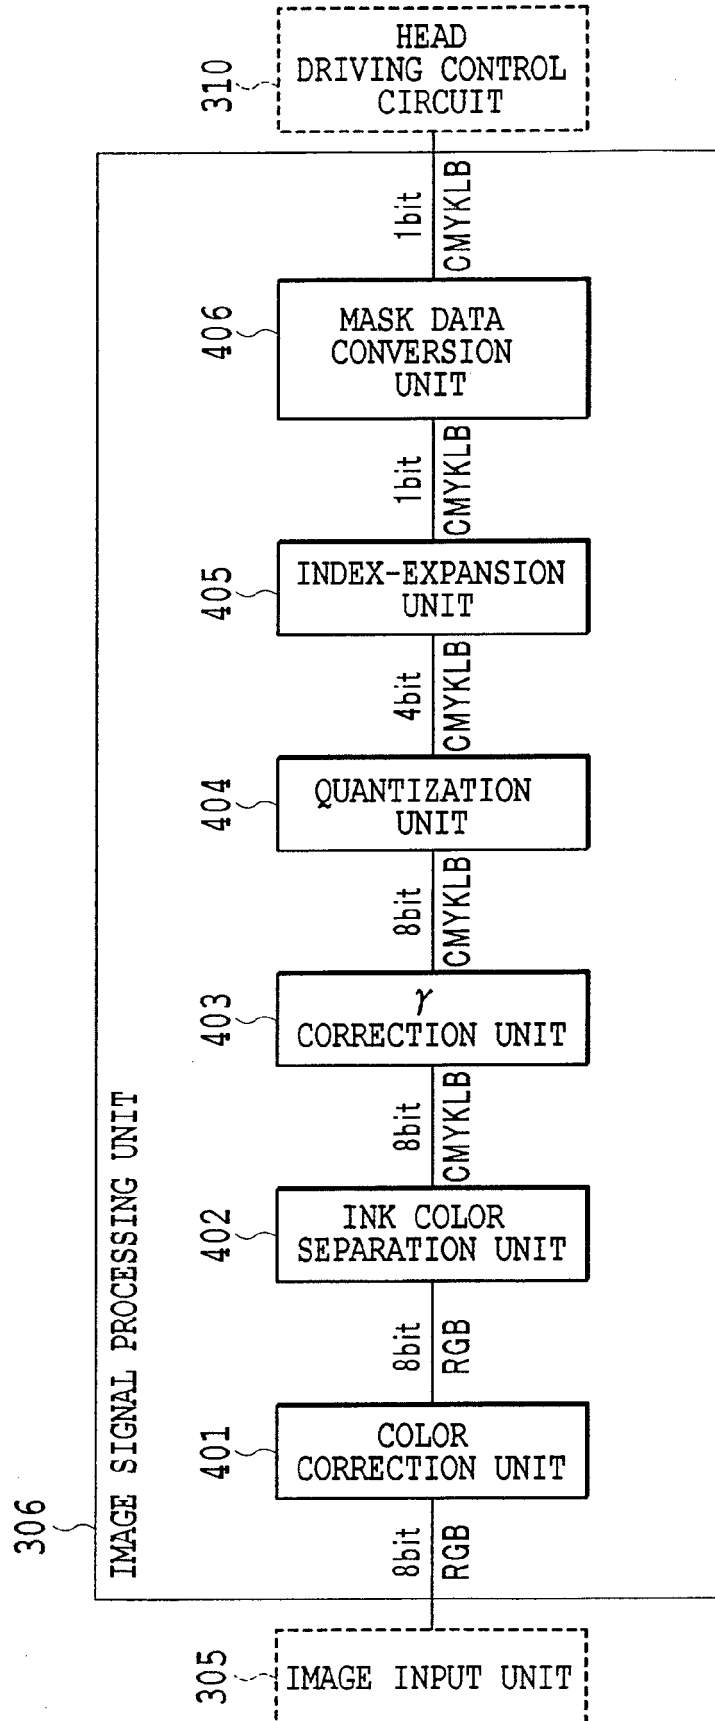 306
IMAGE SIGNAL PROCESSING UNIT
305
IMAGE INPUT UNIT
8bit
RGB
401
COLOR
CORRECTION UNIT
8bit
RGB
402
INK COLOR
SEPARATION UNIT
8bit
CMYKLB
403
γ
CORRECTION UNIT
8bit
CMYKLB
404
QUANTIZATION
UNIT
4bit
CMYKLB
405
INDEX-EXPANSION
UNIT
1bit
CMYKLB
406
MASK DATA
CONVERSION
UNIT
1bit
CMYKLB
310
HEAD
DRIVING CONTROL
CIRCUIT